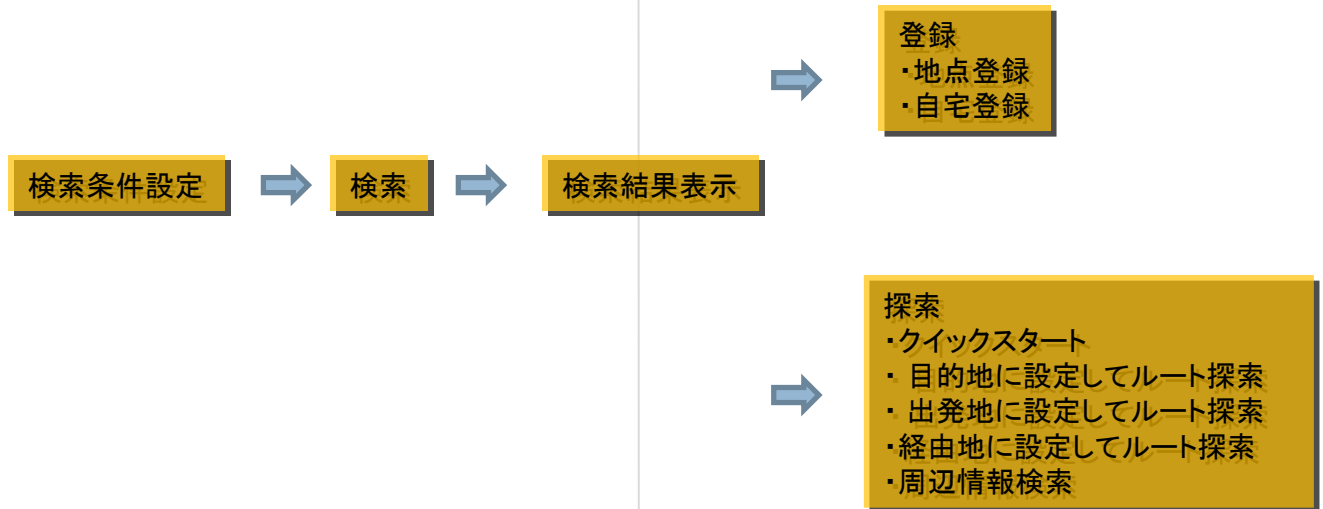 検索条件設定
検索
検索結果表示
登録
・地点登録
・自宅登録
探索
・クイックスタート
・ 目的地に設定してルート探索
・ 出発地に設定してルート探索
・経由地に設定してルート探索
・周辺情報検索